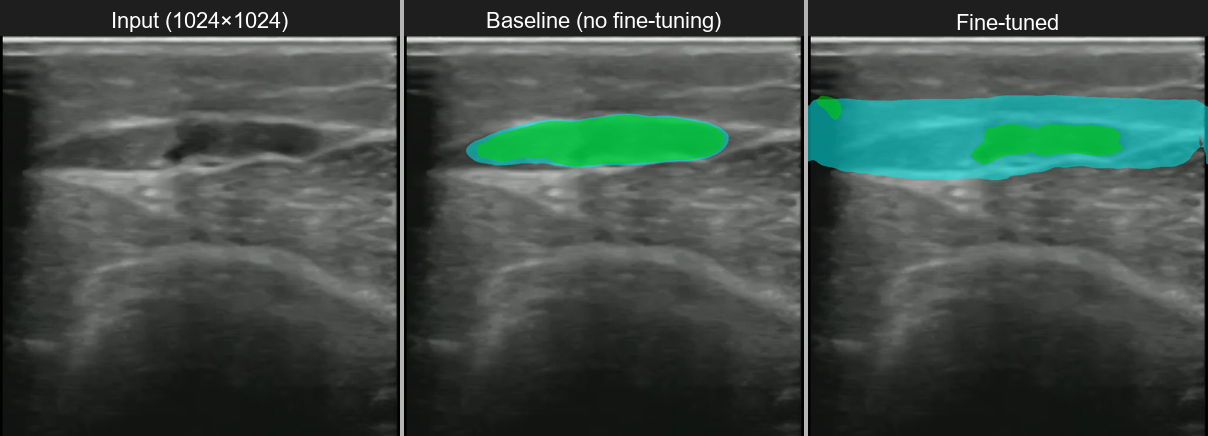 Input (1024×1024)
Baseline (no fine-tuning)
Fine-tuned